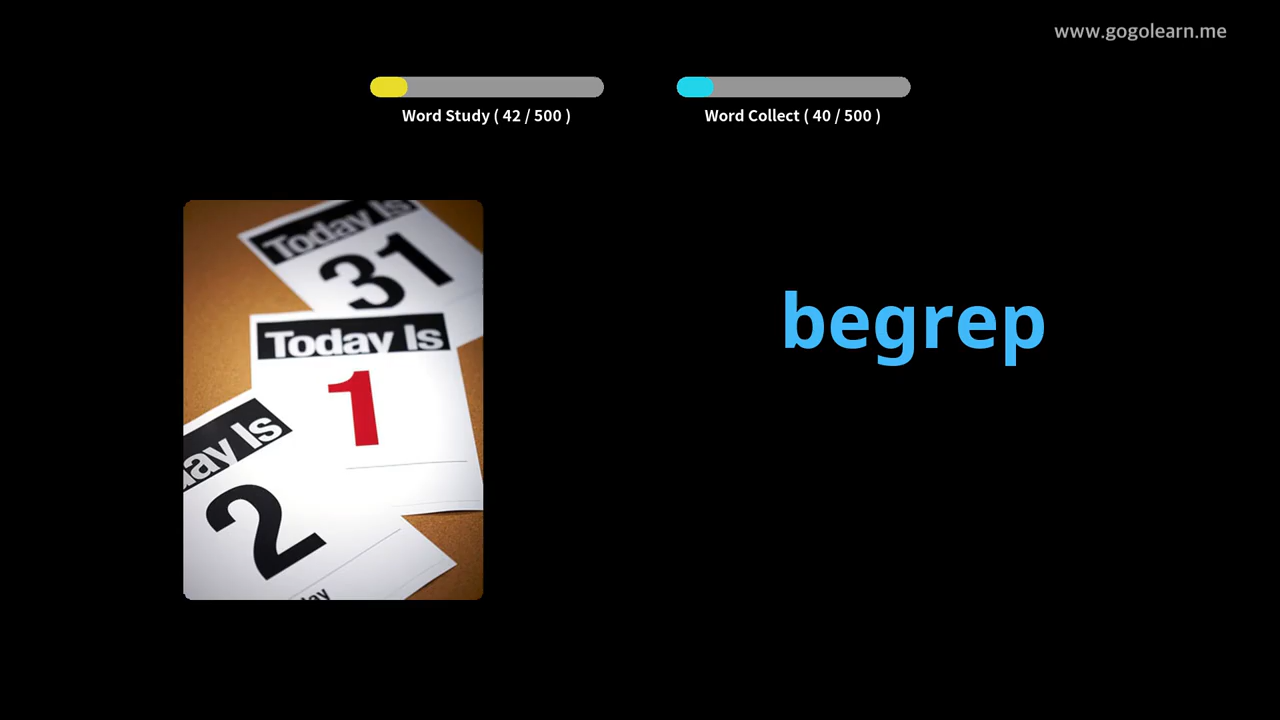 www.gogolearn.me
Word Study ( 42 / 500 )
Word Collect ( 40 / 500 )
Today Is
31
Today Is
1
begrep
ay Is
2